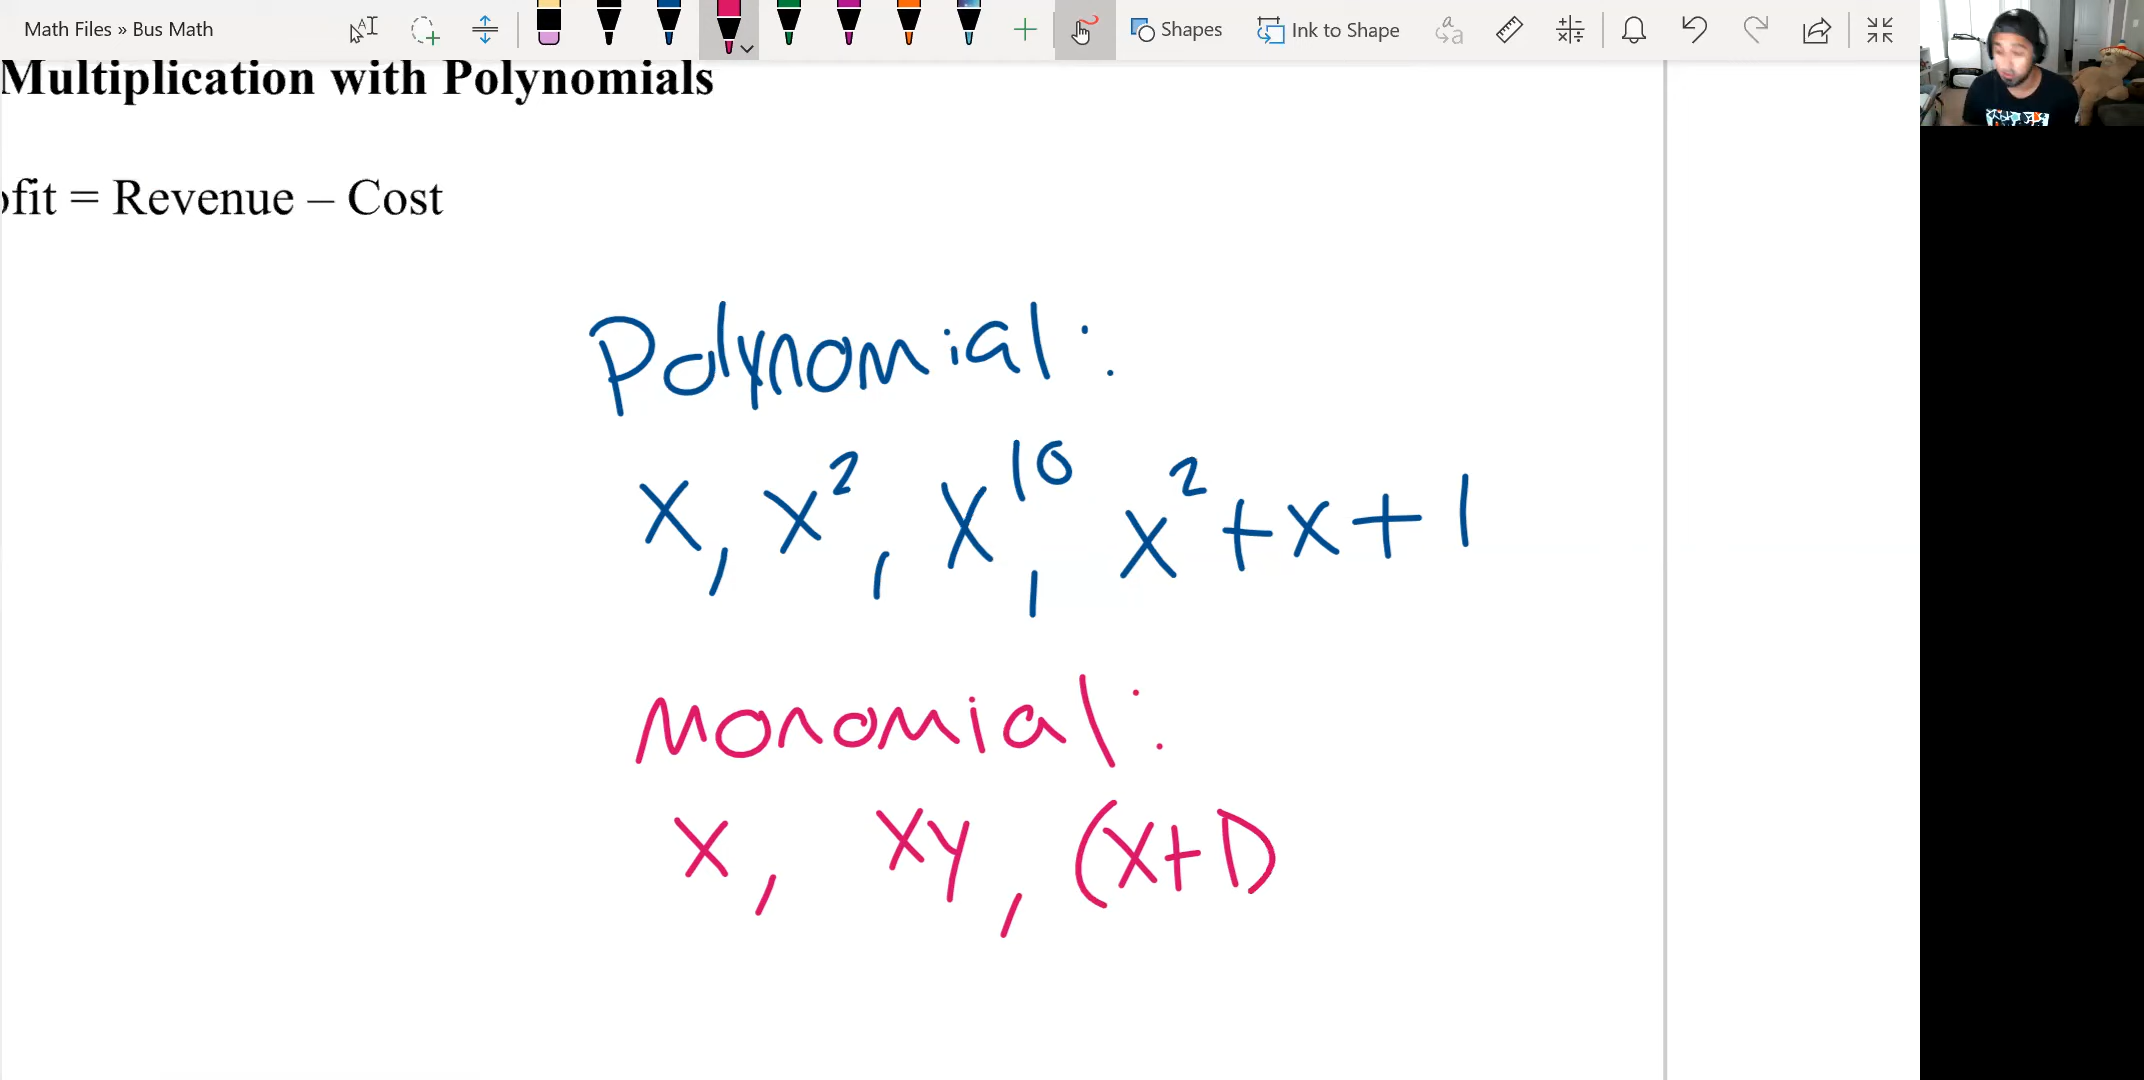 Math Files » Bus Math
Shapes
Ink to Shape
Multiplication with Polynomials
ofit = Revenue – Cost
Polynomial:
x, x², x¹⁰, x²+x+1
Monomial:
x, xy, (x+1)